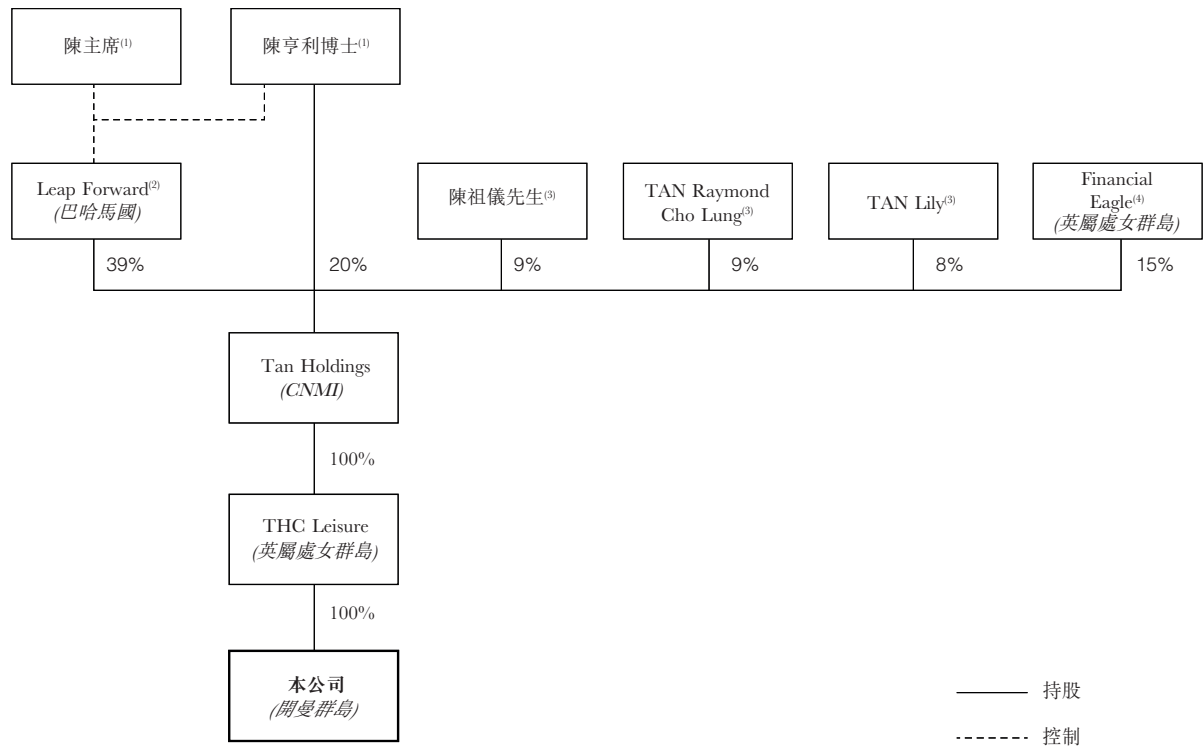 陳主席(1)
陳亨利博士(1)
Leap Forward(2)
(巴哈馬國)
陳祖儀先生(3)
TAN Raymond
Cho Lung(3)
TAN Lily(3)
Financial
Eagle(4)
(英屬處女群島)
39%
20%
9%
9%
8%
15%
Tan Holdings
(CNMI)
100%
THC Leisure
(英屬處女群島)
100%
本公司
(開曼群島)
持股
控制